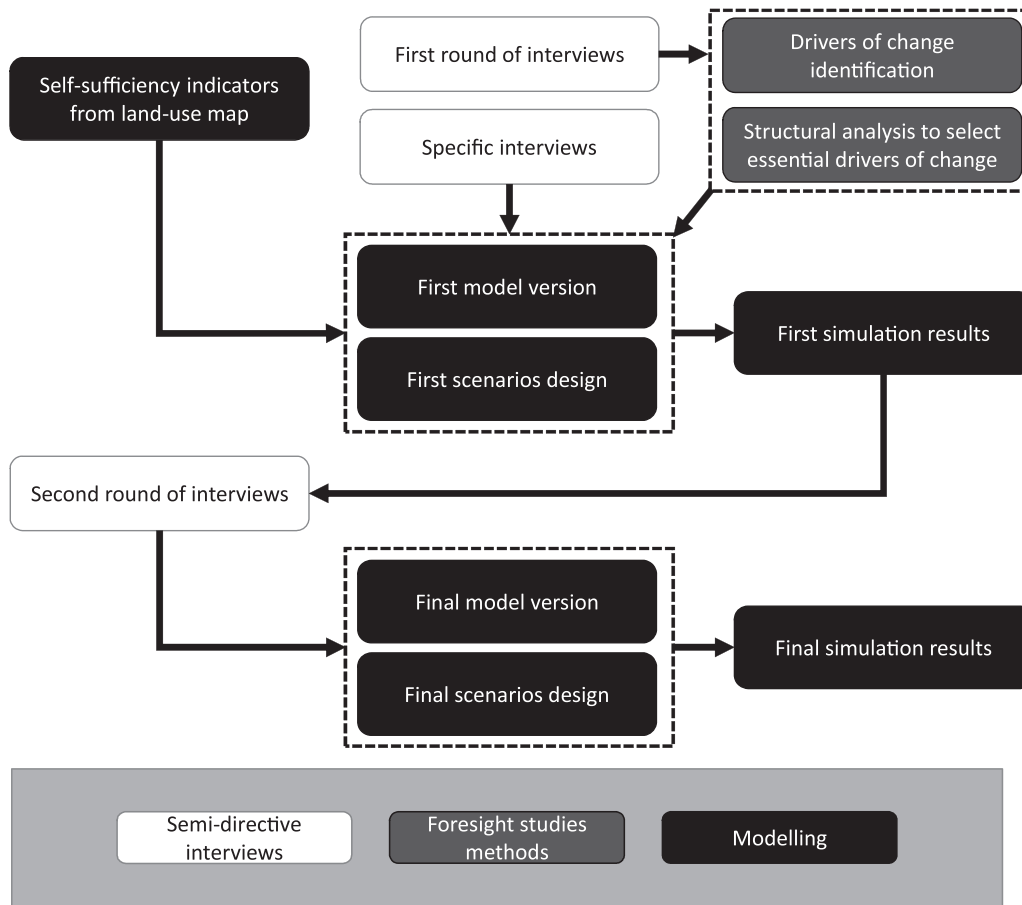 First round of interviews
Drivers of change
identification
Self-sufficiency indicators
from land-use map
Specific interviews
Structural analysis to select
essential drivers of change
First model version
First scenarios design
First simulation results
Second round of interviews
Final model version
Final scenarios design
Final simulation results
Semi-directive
interviews
Foresight studies
methods
Modelling